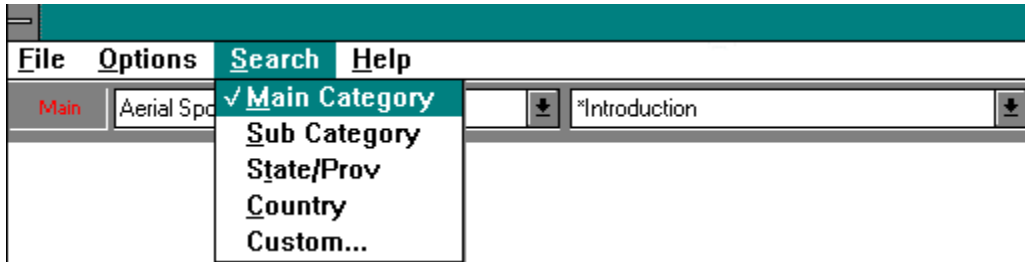 File Options Search Help
Main Aerial Spo *Introduction
✓ Main Category
Sub Category
State/Prov
Country
Custom...